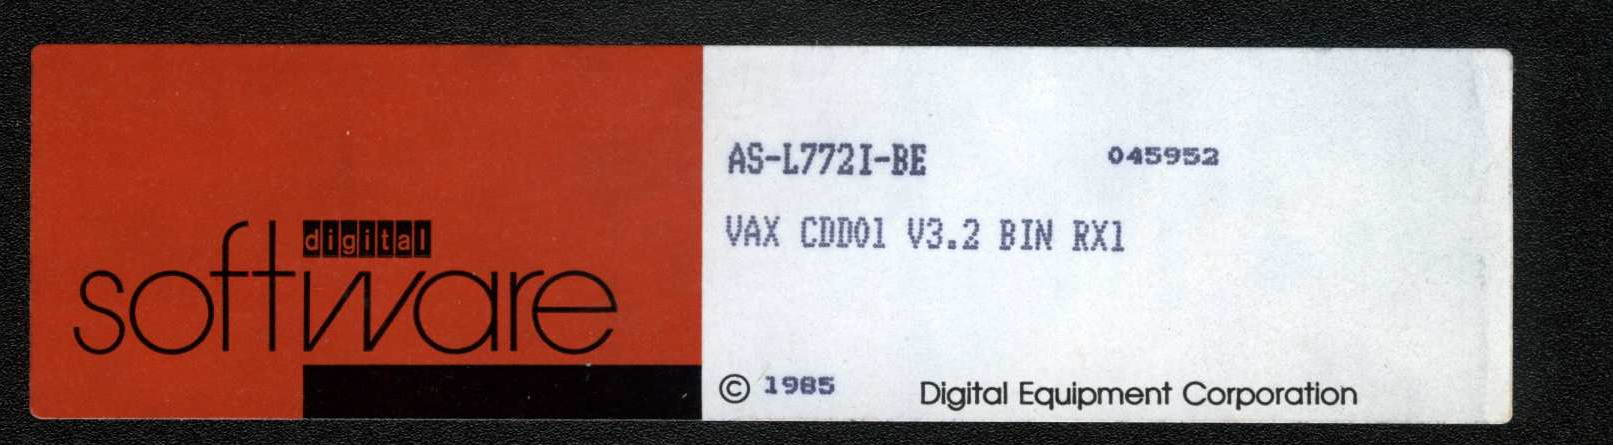 digital
software
AS-L772I-BE 045952
VAX CDD01 V3.2 BIN RX1
© 1985 Digital Equipment Corporation